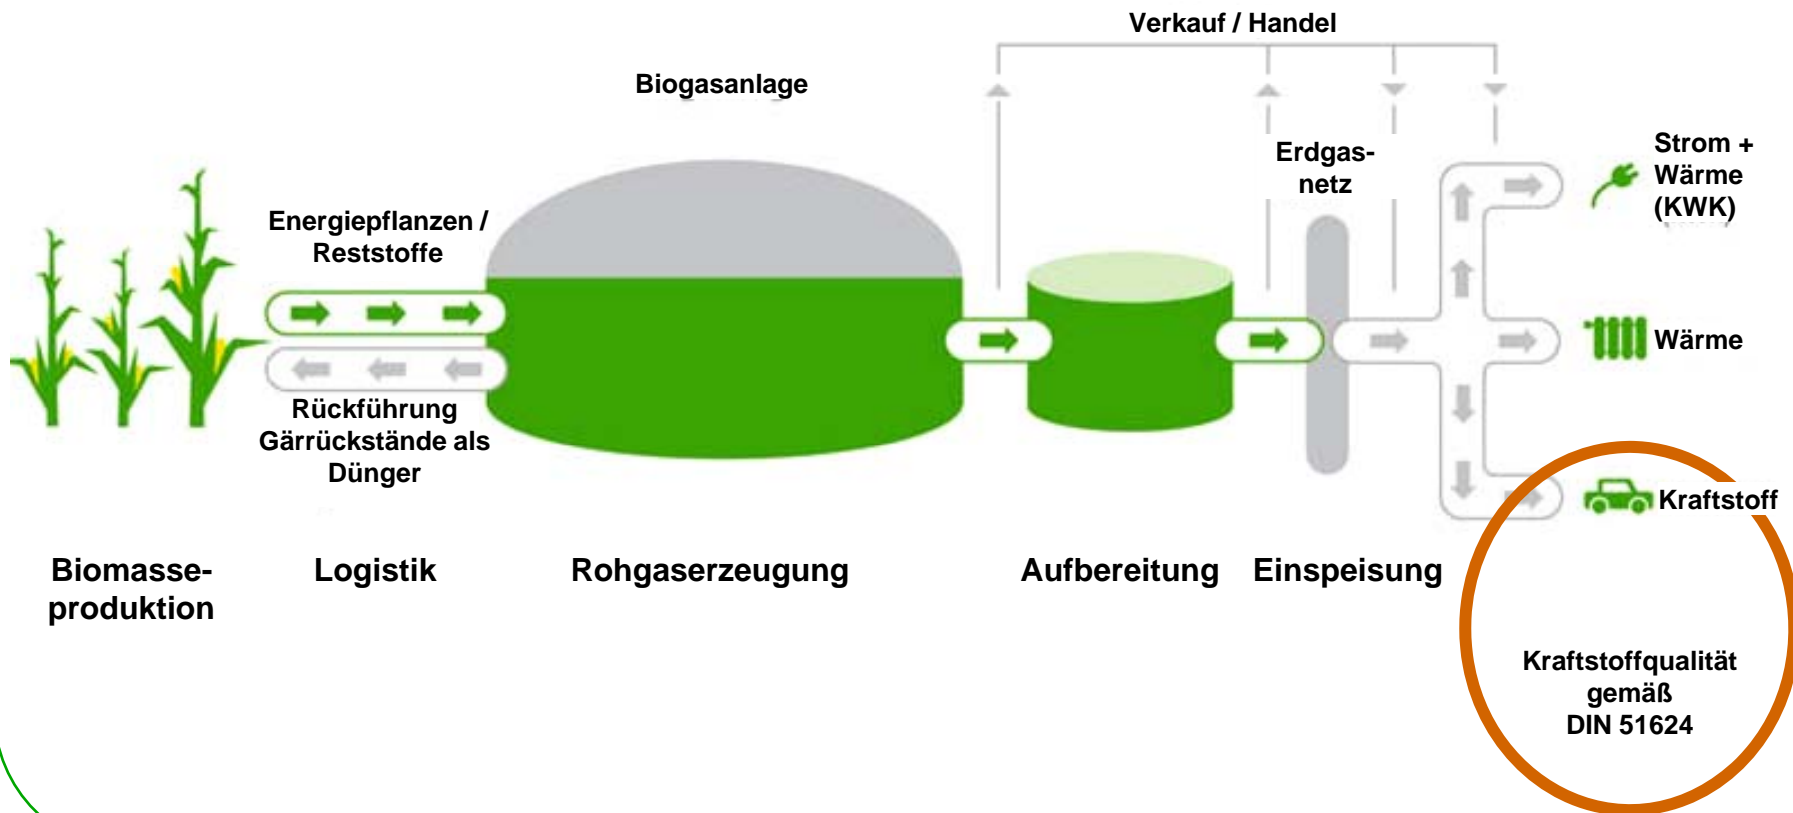 Verkauf / Handel
Biogasanlage
Erdgas-
netz
Strom +
Wärme
(KWK)
Energiepflanzen /
Reststoffe
Wärme
Rückführung
Gärrückstände als
Dünger
Kraftstoff
Biomasse-
produktion
Logistik
Rohgaserzeugung
Aufbereitung
Einspeisung
Kraftstoffqualität
gemäß
DIN 51624